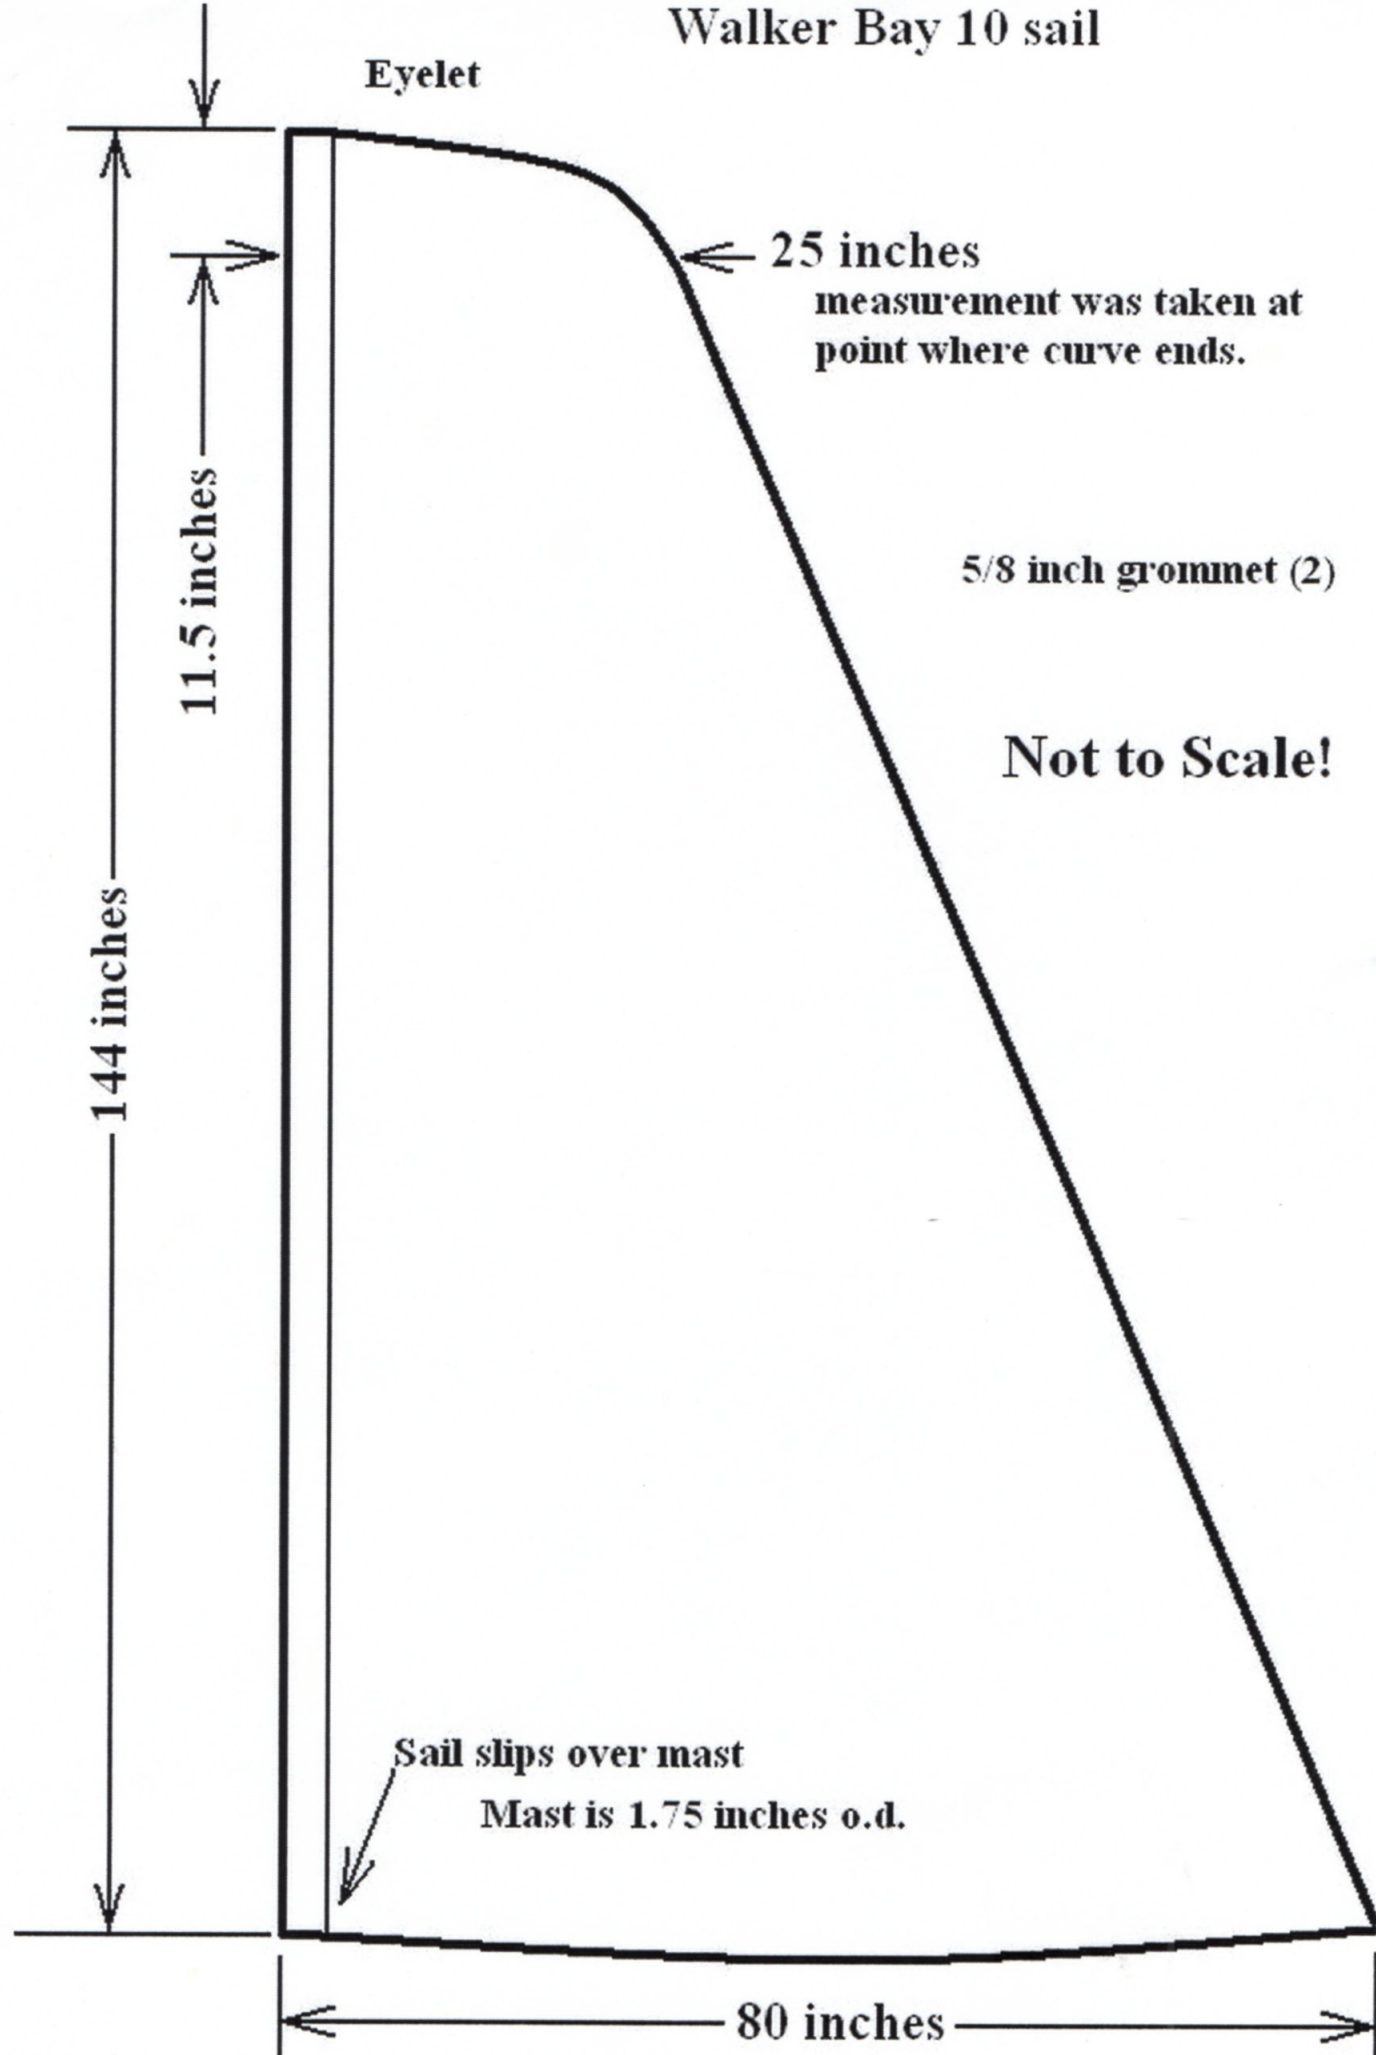 Walker Bay 10 sail
Eyelet
25 inches
measurement was taken at
point where curve ends.
11.5 inches
5/8 inch grommet (2)
Not to Scale!
144 inches
Sail slips over mast
Mast is 1.75 inches o.d.
80 inches